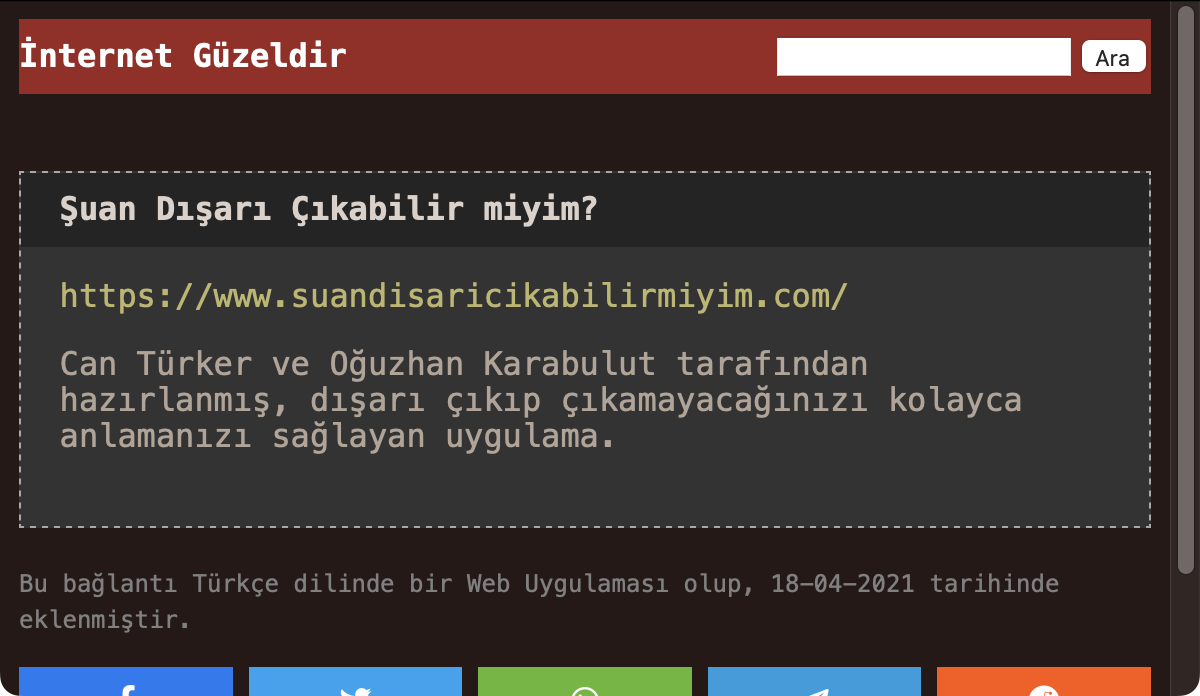 İnternet Güzeldir
Ara
Şuan Dışarı Çıkabilir miyim?
https://www.suandisaricikabilirmiyim.com/
Can Türker ve Oğuzhan Karabulut tarafından
hazırlanmış, dışarı çıkıp çıkamayacağınızı kolayca
anlamanızı sağlayan uygulama.
Bu bağlantı Türkçe dilinde bir Web Uygulaması olup, 18-04-2021 tarihinde
eklenmiştir.